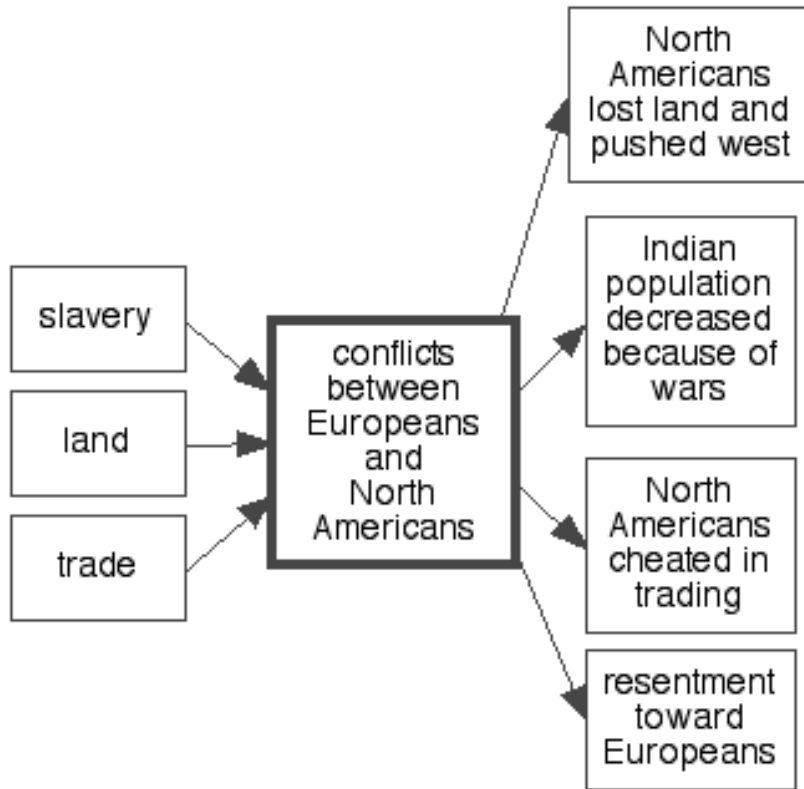 slavery
land
trade
conflicts
between
Europeans
and
North
Americans
North
Americans
lost land and
pushed west
Indian
population
decreased
because of
wars
North
Americans
cheated in
trading
resentment
toward
Europeans